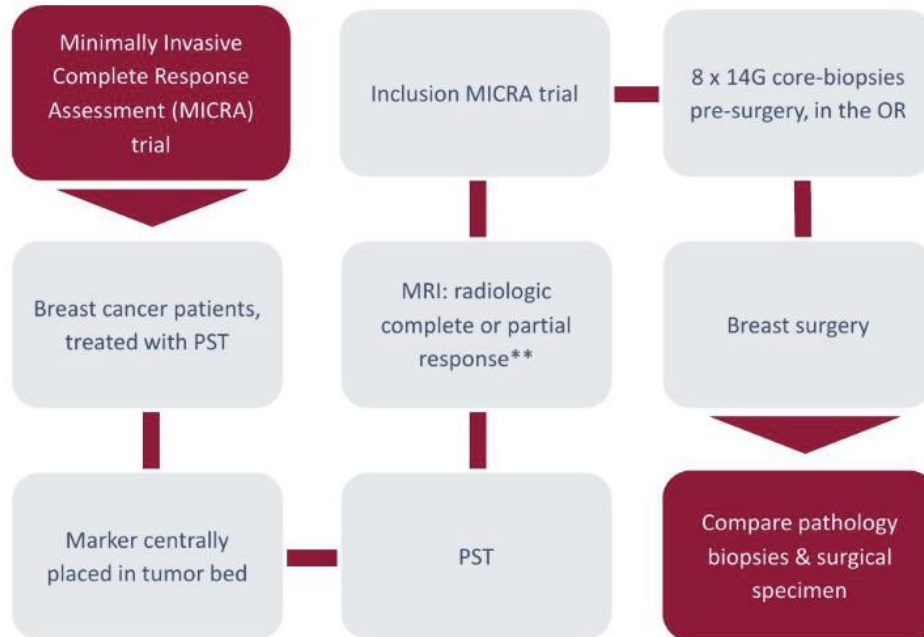 Minimally Invasive
Complete Response
Assessment (MICRA)
trial
Breast cancer patients,
treated with PST
Marker centrally
placed in tumor bed
PST
MRI: radiologic
complete or partial
response**
Inclusion MICRA trial
8 x 14G core-biopsies
pre-surgery, in the OR
Breast surgery
Compare pathology
biopsies & surgical
specimen